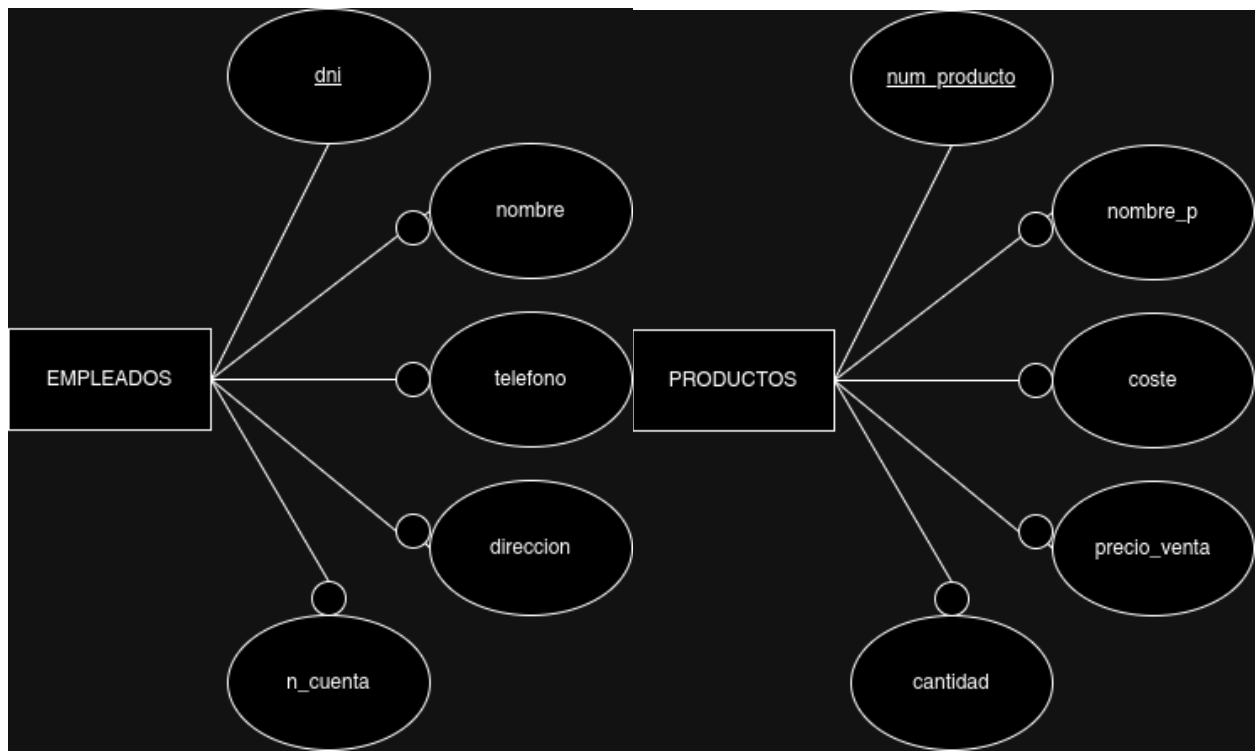 dni
nombre
EMPLEADOS
telefono
direccion
n_cuenta
num_producto
nombre_p
PRODUCTOS
coste
precio_venta
cantidad